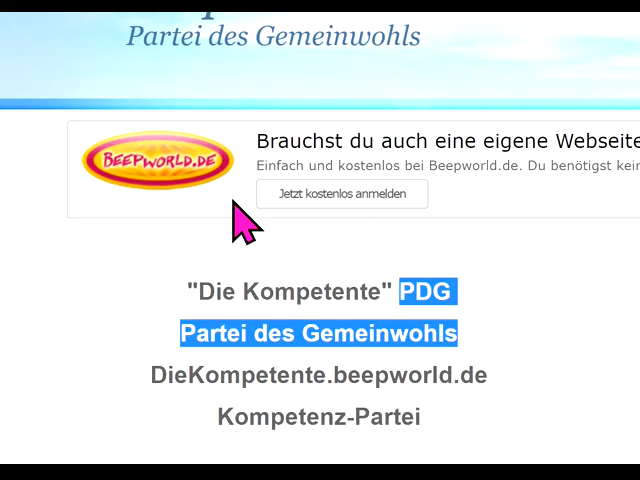 Partei des Gemeinwohls
BEEPWORLD.DE
Brauchst du auch eine eigene Webseite
Einfach und kostenlos bei Beepworld.de. Du benötigst kein
Jetzt kostenlos anmelden
"Die Kompetente" PDG
Partei des Gemeinwohls
DieKompetente.beepworld.de
Kompetenz-Partei